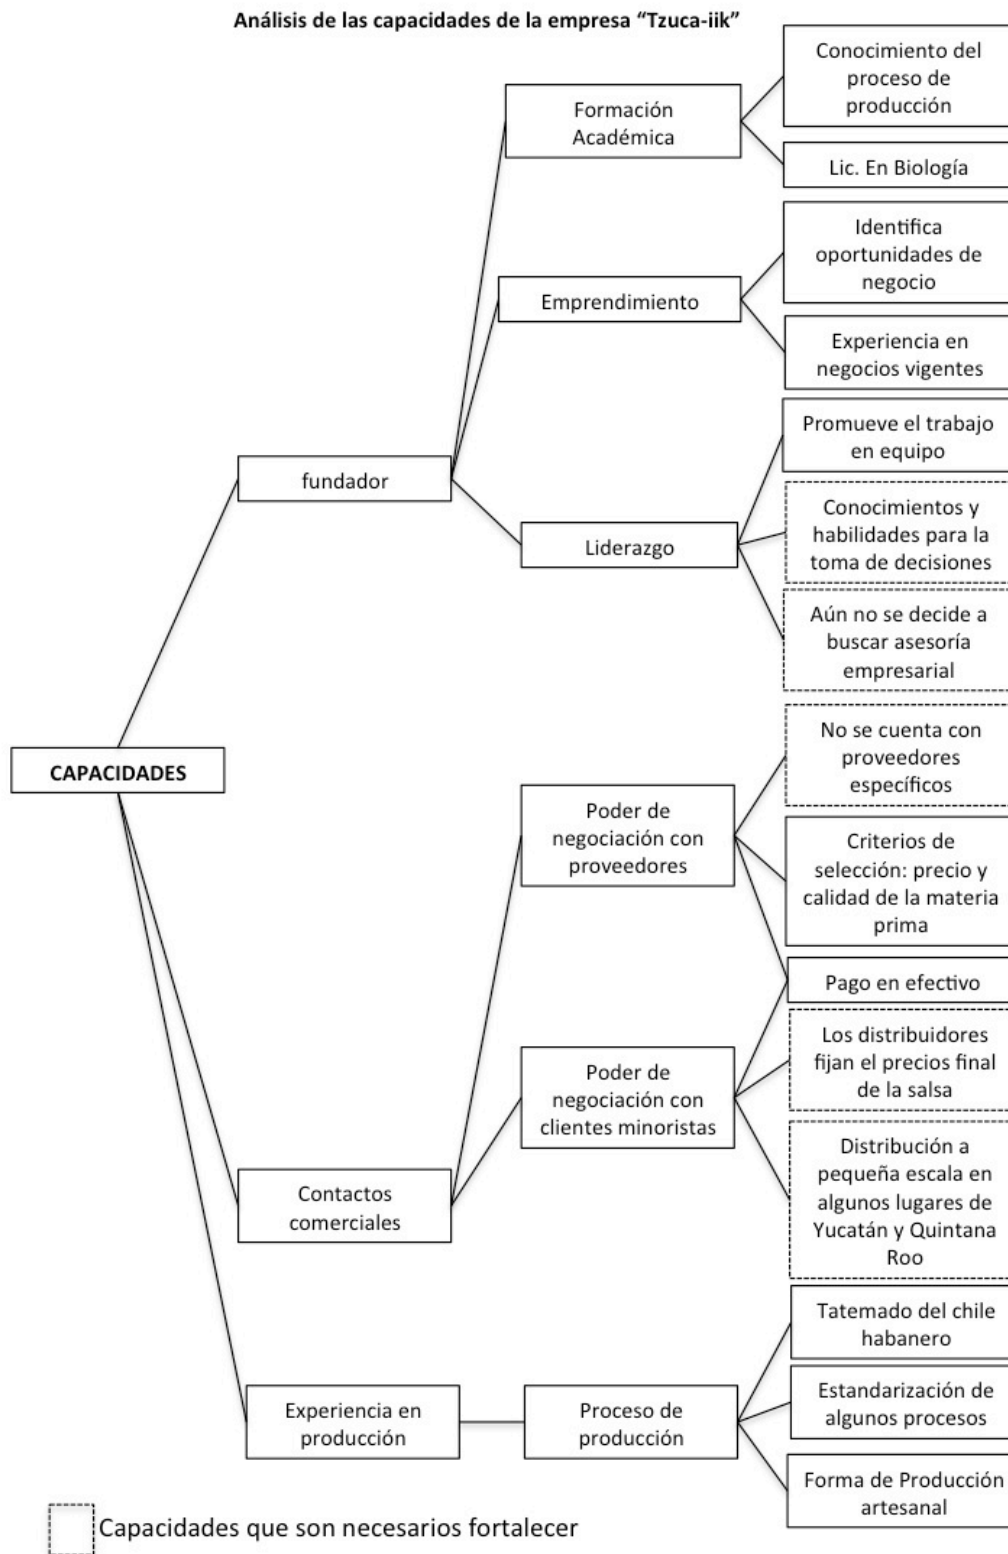 Análisis de las capacidades de la empresa “Tzuca-iik”
Conocimiento del
proceso de
producción
Formación
Académica
Lic. En Biología
Identifica
oportunidades de
negocio
Emprendimiento
Experiencia en
negocios vigentes
Promueve el trabajo
en equipo
fundador
Conocimientos y
habilidades para la
toma de decisiones
Liderazgo
Aún no se decide a
buscar asesoría
empresarial
No se cuenta con
proveedores
específicos
CAPACIDADES
Poder de
negociación con
proveedores
Criterios de
selección: precio y
calidad de la materia
prima
Pago en efectivo
Los distribuidores
fijan el precios final
de la salsa
Poder de
negociación con
clientes minoristas
Distribución a
pequeña escala en
algunos lugares de
Yucatán y Quintana
Roo
Contactos
comerciales
Tatemado del chile
habanero
Experiencia en
producción
Proceso de
producción
Estandarización de
algunos procesos
Forma de Producción
artesanal
Capacidades que son necesarios fortalecer